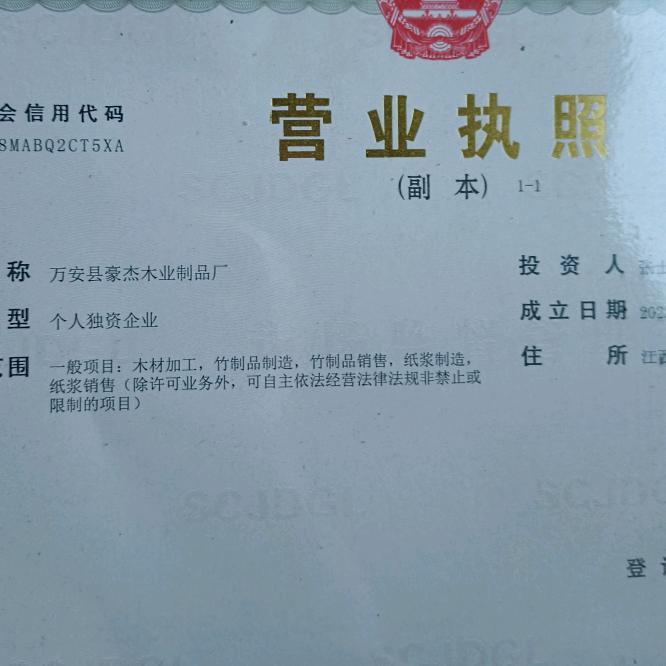 营业执照
(副 本) 1-1
会信用代码
8MABQ2CT5XA
称 万安县豪杰木业制品厂
型 个人独资企业
围 一般项目：木材加工，竹制品制造，竹制品销售，纸浆制造，
纸浆销售（除许可业务外，可自主依法经营法律法规非禁止或
限制的项目）
投 资 人
成立日期 202
住 所 江西
登
SCJDGL